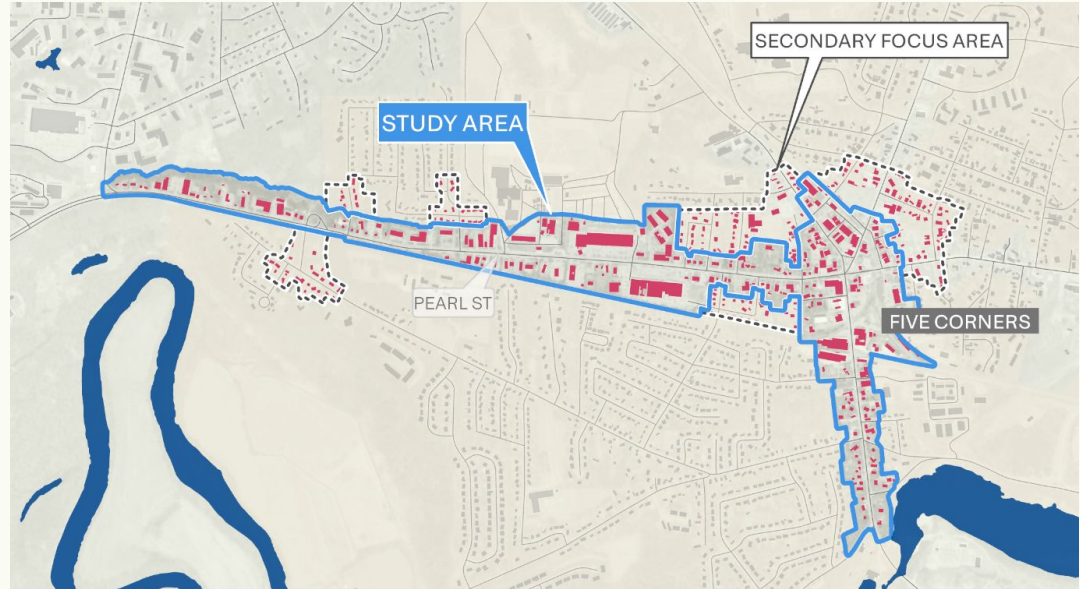 SECONDARY FOCUS AREA
STUDY AREA
PEARL ST
FIVE CORNERS